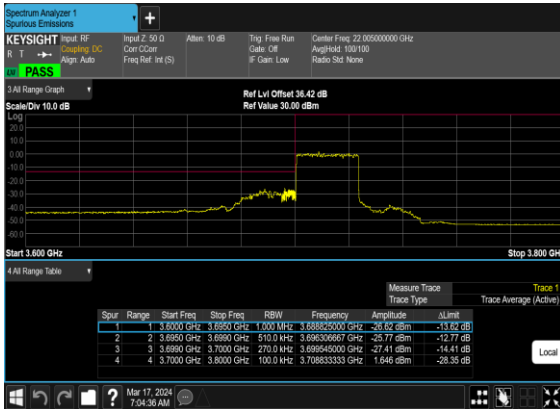 Spectrum Analyzer 1
Spurious Emissions
KEYSIGHT Input: RF Input Z: 50 Ω Atten: 10 dB Trig: Free Run Center Freq: 22.005000000 GHz
R T Coupling: DC Corr CCorr Gate: Off Avg|Hold: 100/100
Align: Auto Freq Ref: Int (S) IF Gain: Low Radio Std: None
PASS
3 All Range Graph
Ref Lvl Offset 36.42 dB
Scale/Div 10.0 dB Ref Value 30.00 dBm
Log
20.0
10.0
0.00
-10.0
-20.0
-30.0
-40.0
-50.0
-60.0
Start 3.600 GHz Stop 3.800 GH
4 All Range Table
Measure Trace Trace 1
Trace Type Trace Average (Active)
Spur Range Start Freq Stop Freq RBW Frequency Amplitude ΔLimit
1 1 3.6000 GHz 3.6950 GHz 1.000 MHz 3.688825000 GHz -26.62 dBm -13.62 dB
2 2 3.6950 GHz 3.6990 GHz 510.0 kHz 3.696306667 GHz -25.77 dBm -12.77 dB
3 3 3.6990 GHz 3.7000 GHz 270.0 kHz 3.699545000 GHz -27.41 dBm -14.41 dB
4 4 3.7000 GHz 3.8000 GHz 100.0 kHz 3.708833333 GHz 1.646 dBm -28.35 dB
Local
Mar 17, 2024
7:04:36 AM